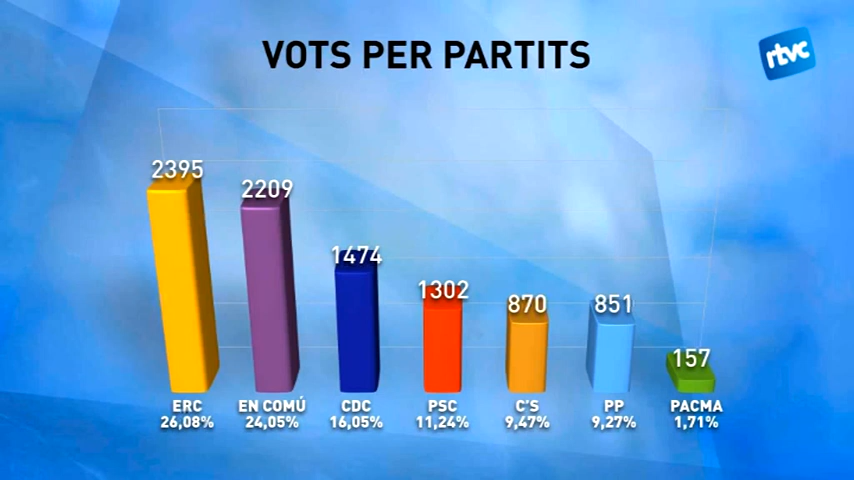 VOTS PER PARTITS
rtvc
2395
2209
1474
1302
870
851
157
ERC
EN COMÚ
CDC
PSC
C'S
PP
PACMA
26,08%
24,05%
16,05%
11,24%
9,47%
9,27%
1,71%